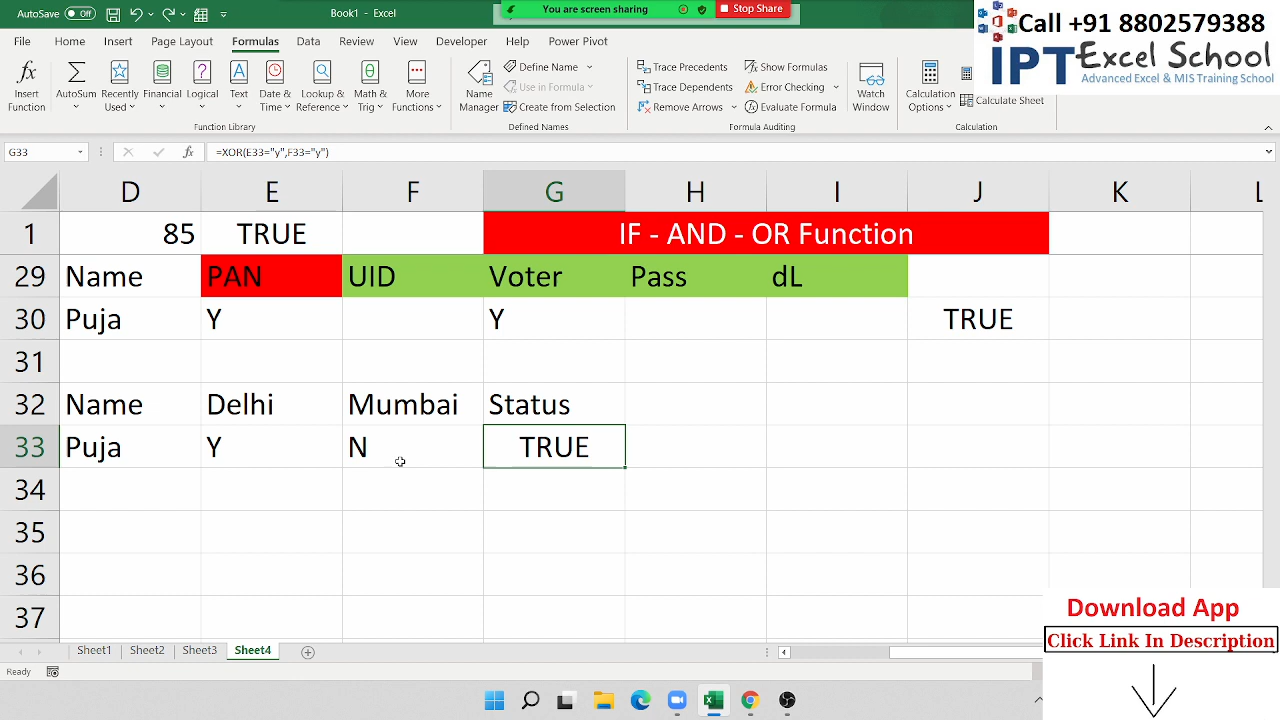 AutoSave Off Book1 - Excel You are screen sharing Stop Share
Call +91 8802579388
IPT Excel School
Advanced Excel & MIS Training School
File Home Insert Page Layout Formulas Data Review View Developer Help Power Pivot
Insert Function
AutoSum
Recently Used
Financial
Logical
Text
Date & Time
Lookup & Reference
Math & Trig
More Functions
Function Library
Name Manager
Define Name
Use in Formula
Create from Selection
Defined Names
Trace Precedents
Trace Dependents
Remove Arrows
Show Formulas
Error Checking
Evaluate Formula
Formula Auditing
Watch Window
Calculation Options
Calculate Sheet
Calculation
G33 fx =XOR(E33="y",F33="y")
D E F G H I J K L
1 85 TRUE IF - AND - OR Function
29 Name PAN UID Voter Pass dL
30 Puja Y Y TRUE
31
32 Name Delhi Mumbai Status
33 Puja Y N TRUE
34
35
36
37
Download App
Click Link In Description
Sheet1 Sheet2 Sheet3 Sheet4
Ready